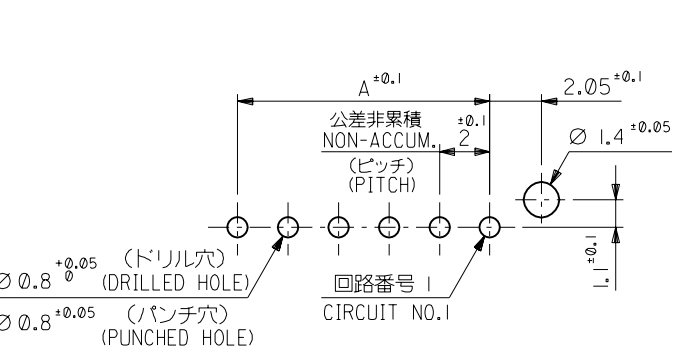 A ±0.1
2.05 ±0.1
公差非累積
NON-ACCUM.
2 ±0.1
(ピッチ)
(PITCH)
Ø 1.4 ±0.05
1.1 ±0.1
Ø 0.8 +0.05 0 (ドリル穴)
(DRILLED HOLE)
Ø 0.8 ±0.05 (パンチ穴)
(PUNCHED HOLE)
回路番号 1
CIRCUIT NO.1